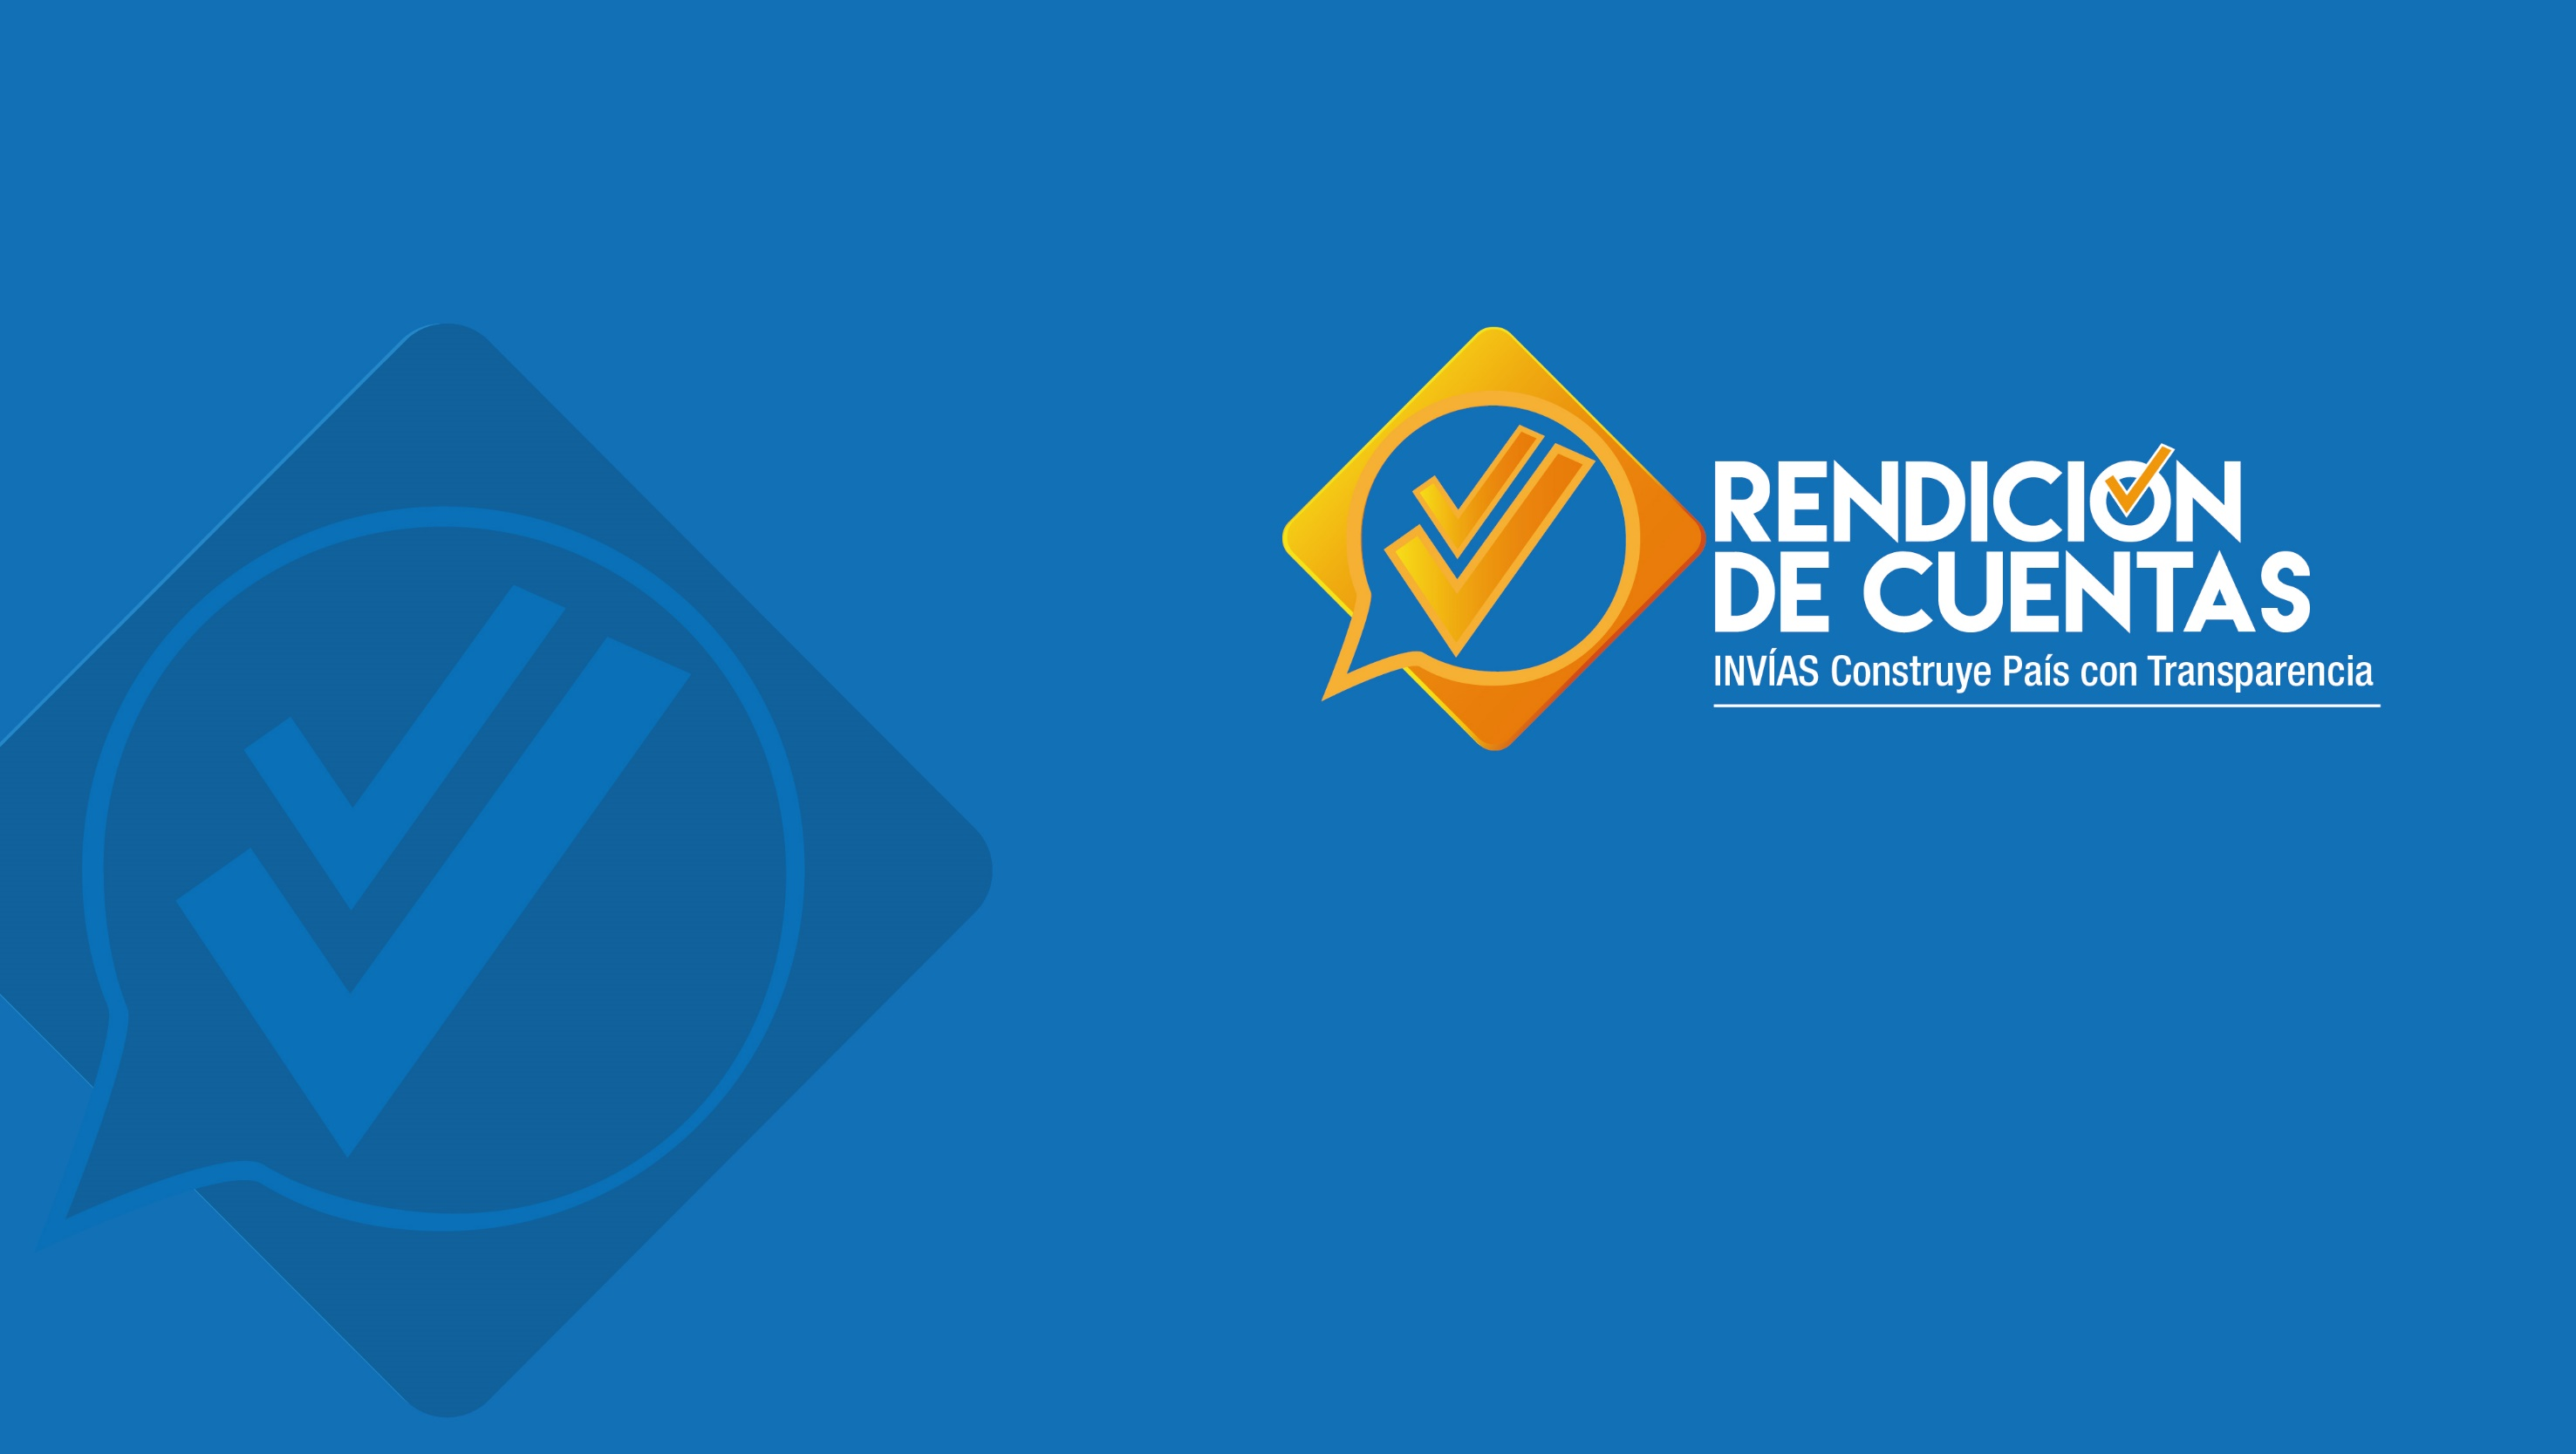 RENDICIÓN
DE CUENTAS
INVÍAS Construye País con Transparencia